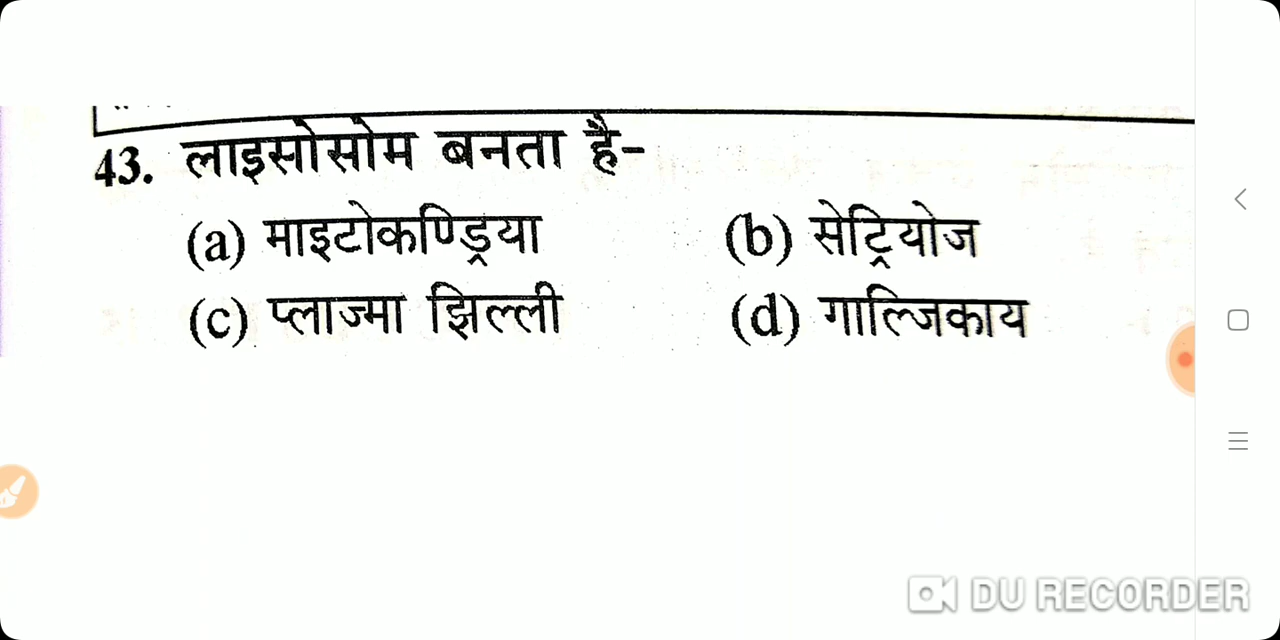 43. लाइसोसोम बनता है-
(a) माइटोकण्ड्रिया (b) सेट्रियोज
(c) प्लाज्मा झिल्ली (d) गाल्जिकाय
DU RECORDER